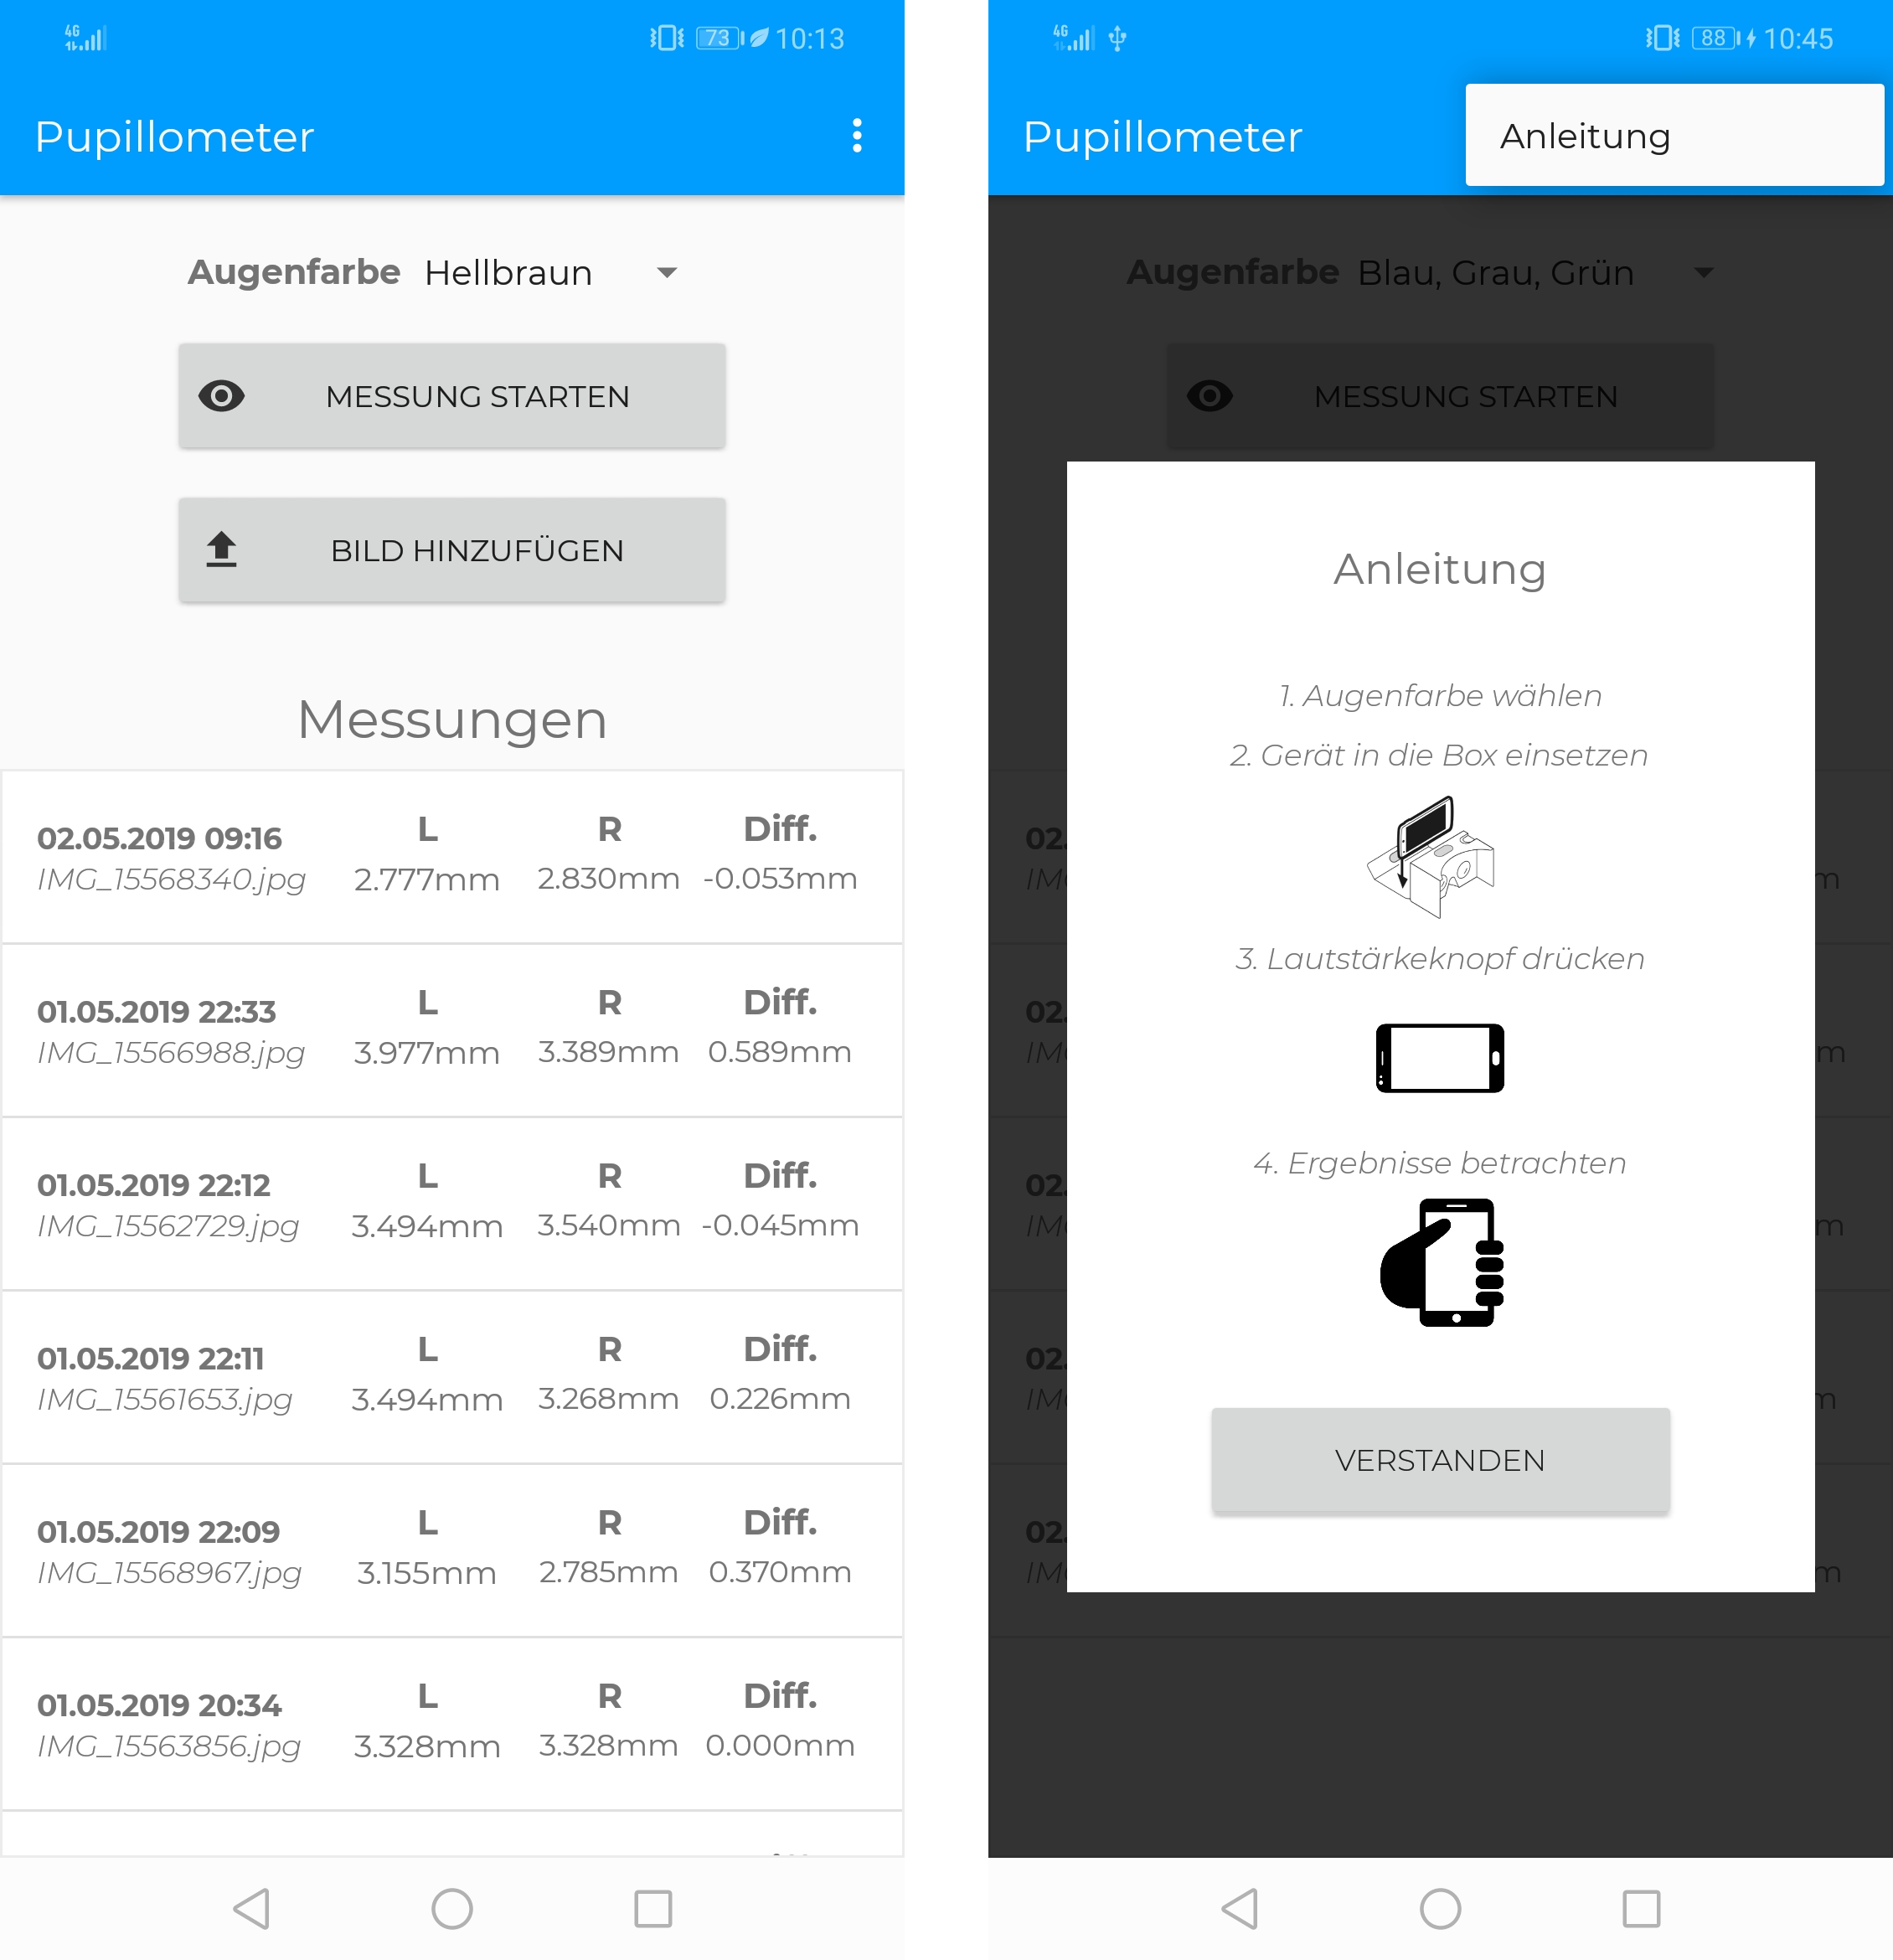 4G 73 10:13
Pupillometer
Augenfarbe Hellbraun
MESSUNG STARTEN
BILD HINZUFÜGEN
Messungen
02.05.2019 09:16 L R Diff.
IMG_15568340.jpg 2.777mm 2.830mm -0.053mm
01.05.2019 22:33 L R Diff.
IMG_15566988.jpg 3.977mm 3.389mm 0.589mm
01.05.2019 22:12 L R Diff.
IMG_15562729.jpg 3.494mm 3.540mm -0.045mm
01.05.2019 22:11 L R Diff.
IMG_15561653.jpg 3.494mm 3.268mm 0.226mm
01.05.2019 22:09 L R Diff.
IMG_15568967.jpg 3.155mm 2.785mm 0.370mm
01.05.2019 20:34 L R Diff.
IMG_15563856.jpg 3.328mm 3.328mm 0.000mm
4G 88 10:45
Pupillometer
Anleitung
Augenfarbe Blau, Grau, Grün
MESSUNG STARTEN
Anleitung
1. Augenfarbe wählen
2. Gerät in die Box einsetzen
3. Lautstärkeknopf drücken
4. Ergebnisse betrachten
VERSTANDEN